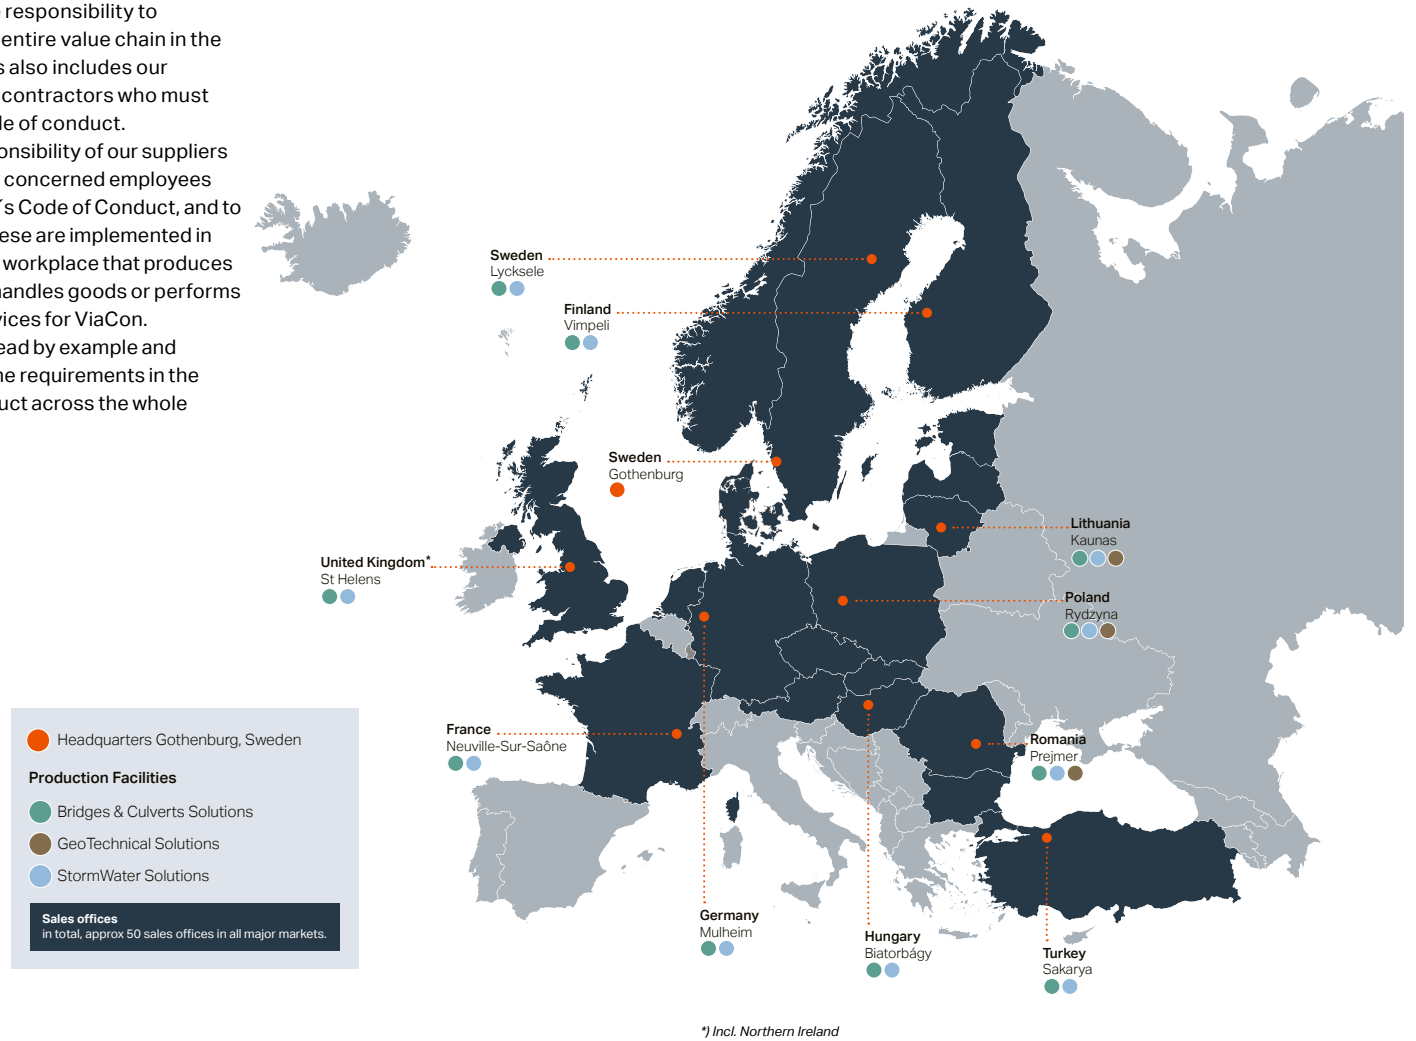 e responsibility to
entire value chain in the
s also includes our
contractors who must
le of conduct.
onsibility of our suppliers
concerned employees
´s Code of Conduct, and to
ese are implemented in
workplace that produces
handles goods or performs
vices for ViaCon.
ead by example and
he requirements in the
uct across the whole
Sweden
Lycksele
Finland
Vimpeli
Sweden
Gothenburg
United Kingdom*
St Helens
Lithuania
Kaunas
Poland
Rydzyna
France
Neuville-Sur-Saône
Romania
Prejmer
Germany
Mulheim
Hungary
Biatorbágy
Turkey
Sakarya
Headquarters Gothenburg, Sweden
Production Facilities
Bridges & Culverts Solutions
GeoTechnical Solutions
StormWater Solutions
Sales offices
in total, approx 50 sales offices in all major markets.
*) Incl. Northern Ireland